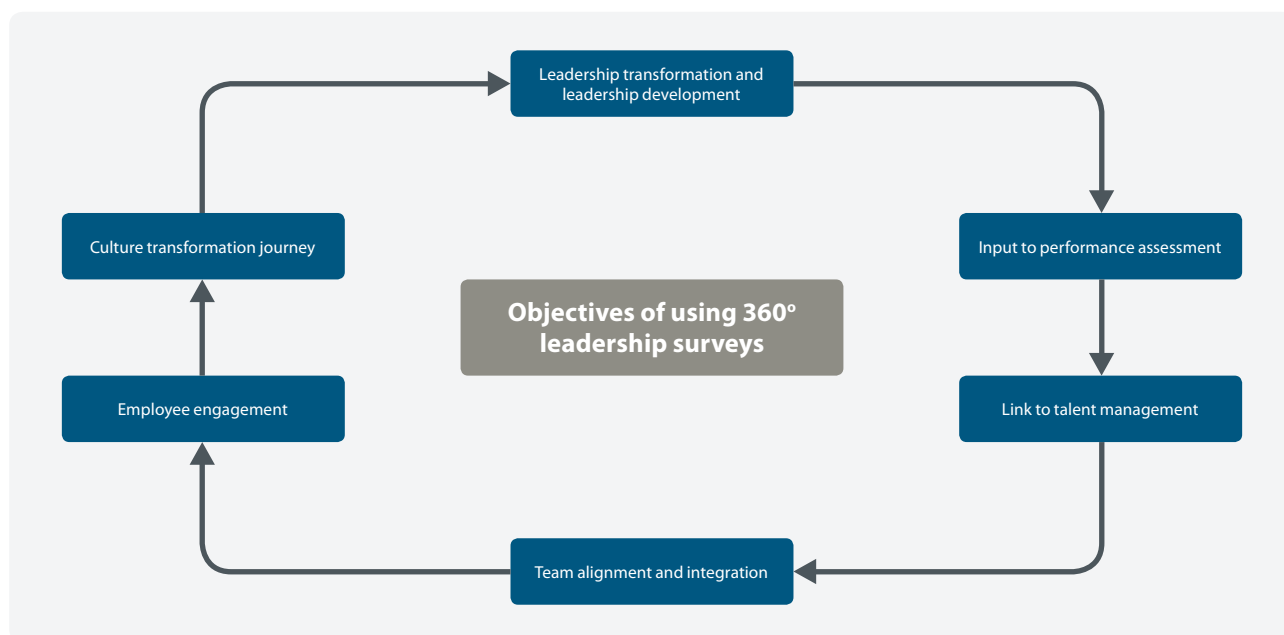 Leadership transformation and
leadership development
Culture transformation journey
Input to performance assessment
Objectives of using 360º
leadership surveys
Employee engagement
Link to talent management
Team alignment and integration